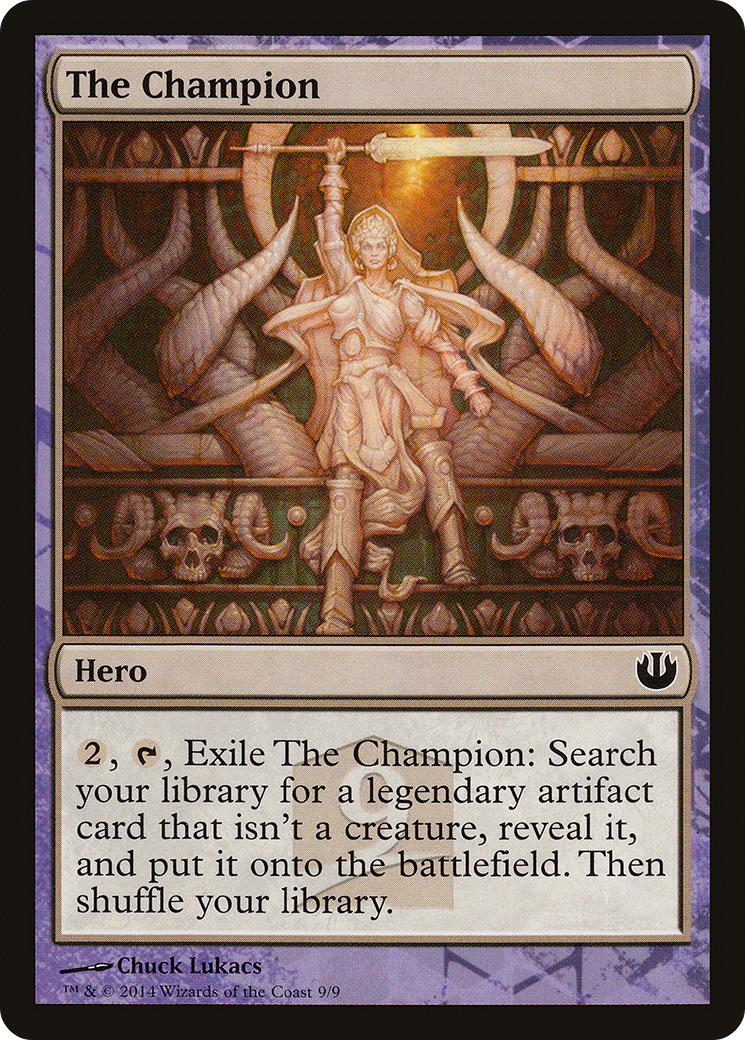 The Champion
Hero
2, , Exile The Champion: Search
your library for a legendary artifact
card that isn't a creature, reveal it,
and put it onto the battlefield. Then
shuffle your library.
9
Chuck Lukacs
™ & © 2014 Wizards of the Coast 9/9